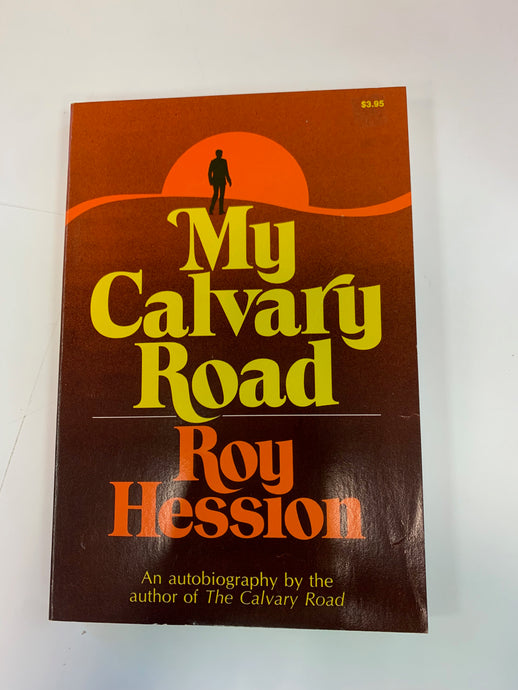 $3.95
My
Calvary
Road
Roy
Hession
An autobiography by the
author of The Calvary Road